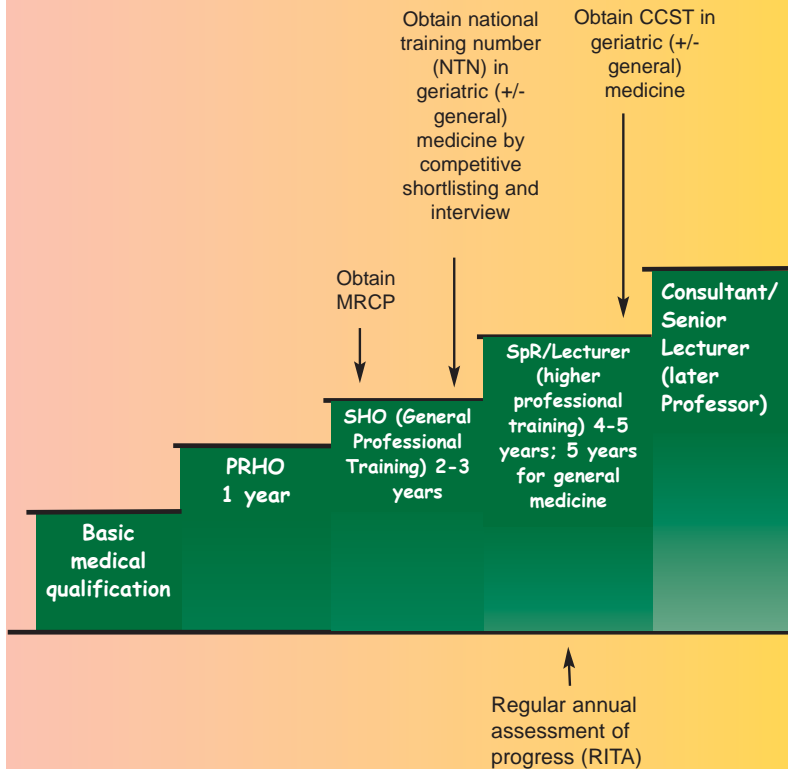 Obtain national
training number
(NTN) in
geriatric (+/-
general)
medicine by
competitive
shortlisting and
interview
Obtain CCST in
geriatric (+/-
general)
medicine
Obtain
MRCP
Consultant/
Senior
Lecturer
(later
Professor)
SpR/Lecturer
(higher
professional
training) 4-5
years; 5 years
for general
medicine
SHO (General
Professional
Training) 2-3
years
PRHO
1 year
Basic
medical
qualification
Regular annual
assessment of
progress (RITA)